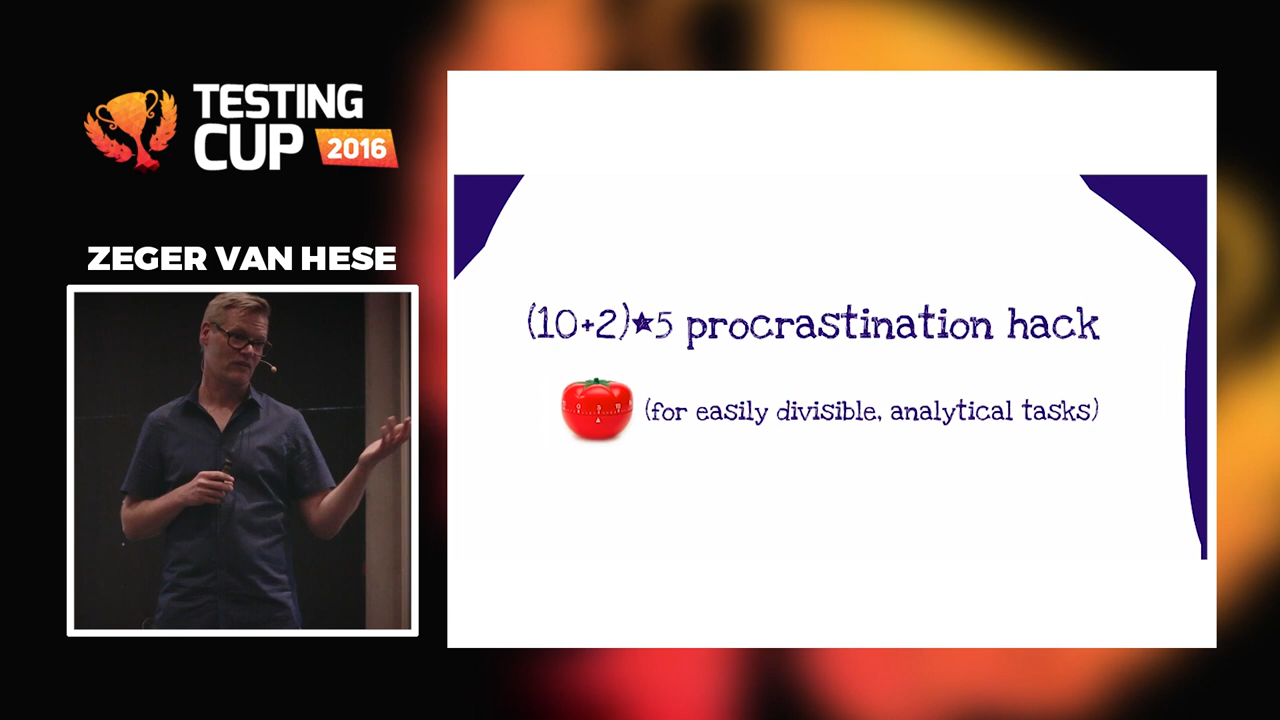 TESTING
CUP 2016
ZEGER VAN HESE
(10+2)★5 procrastination hack
(for easily divisible, analytical tasks)